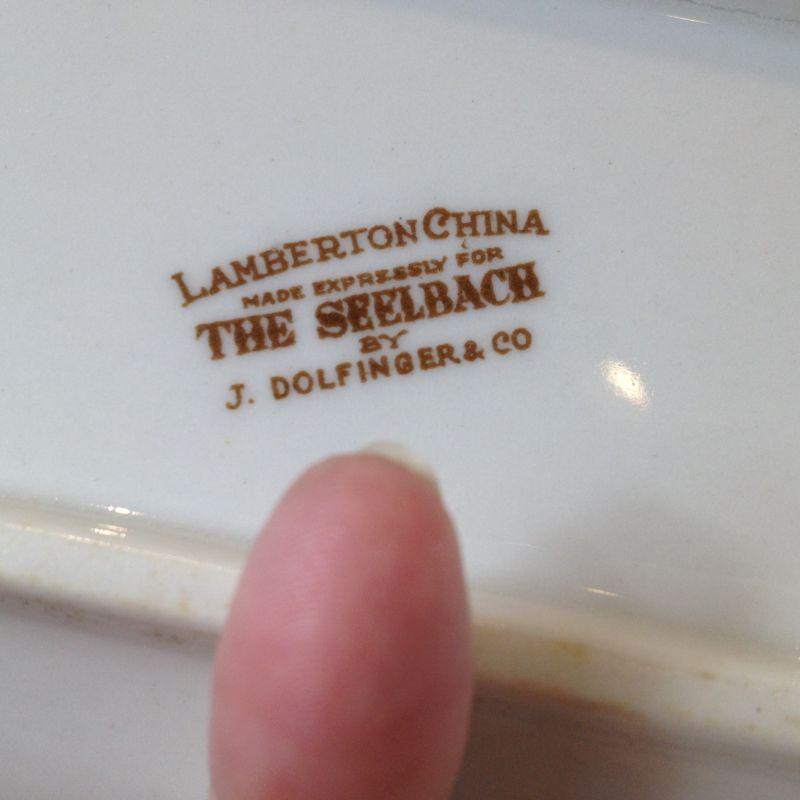 LAMBERTON CHINA
MADE EXPRESSLY FOR
THE SEELBACH
BY
J. DOLFINGER & CO